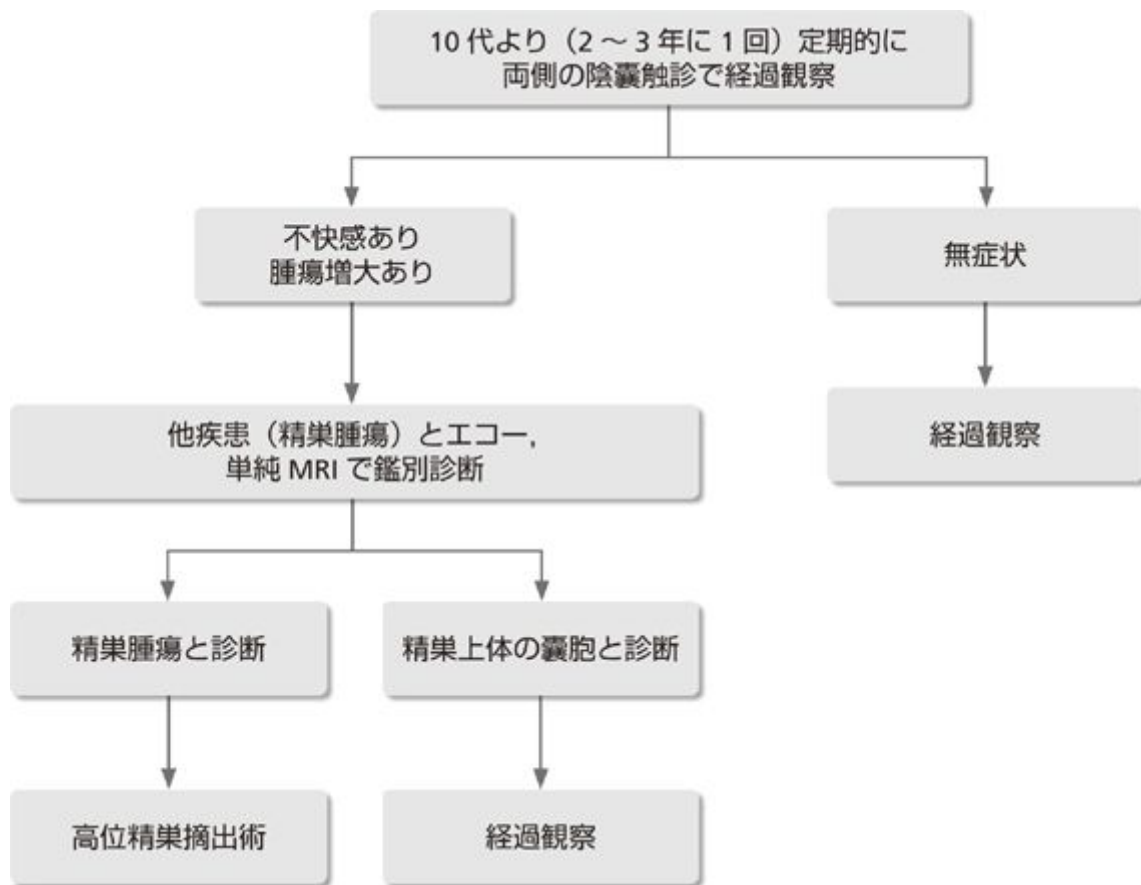 10 代より（2 ～ 3 年に 1 回）定期的に
両側の陰嚢触診で経過観察
不快感あり
腫瘍増大あり
無症状
他疾患（精巣腫瘍）とエコー，
単純 MRI で鑑別診断
経過観察
精巣腫瘍と診断
精巣上体の嚢胞と診断
高位精巣摘出術
経過観察